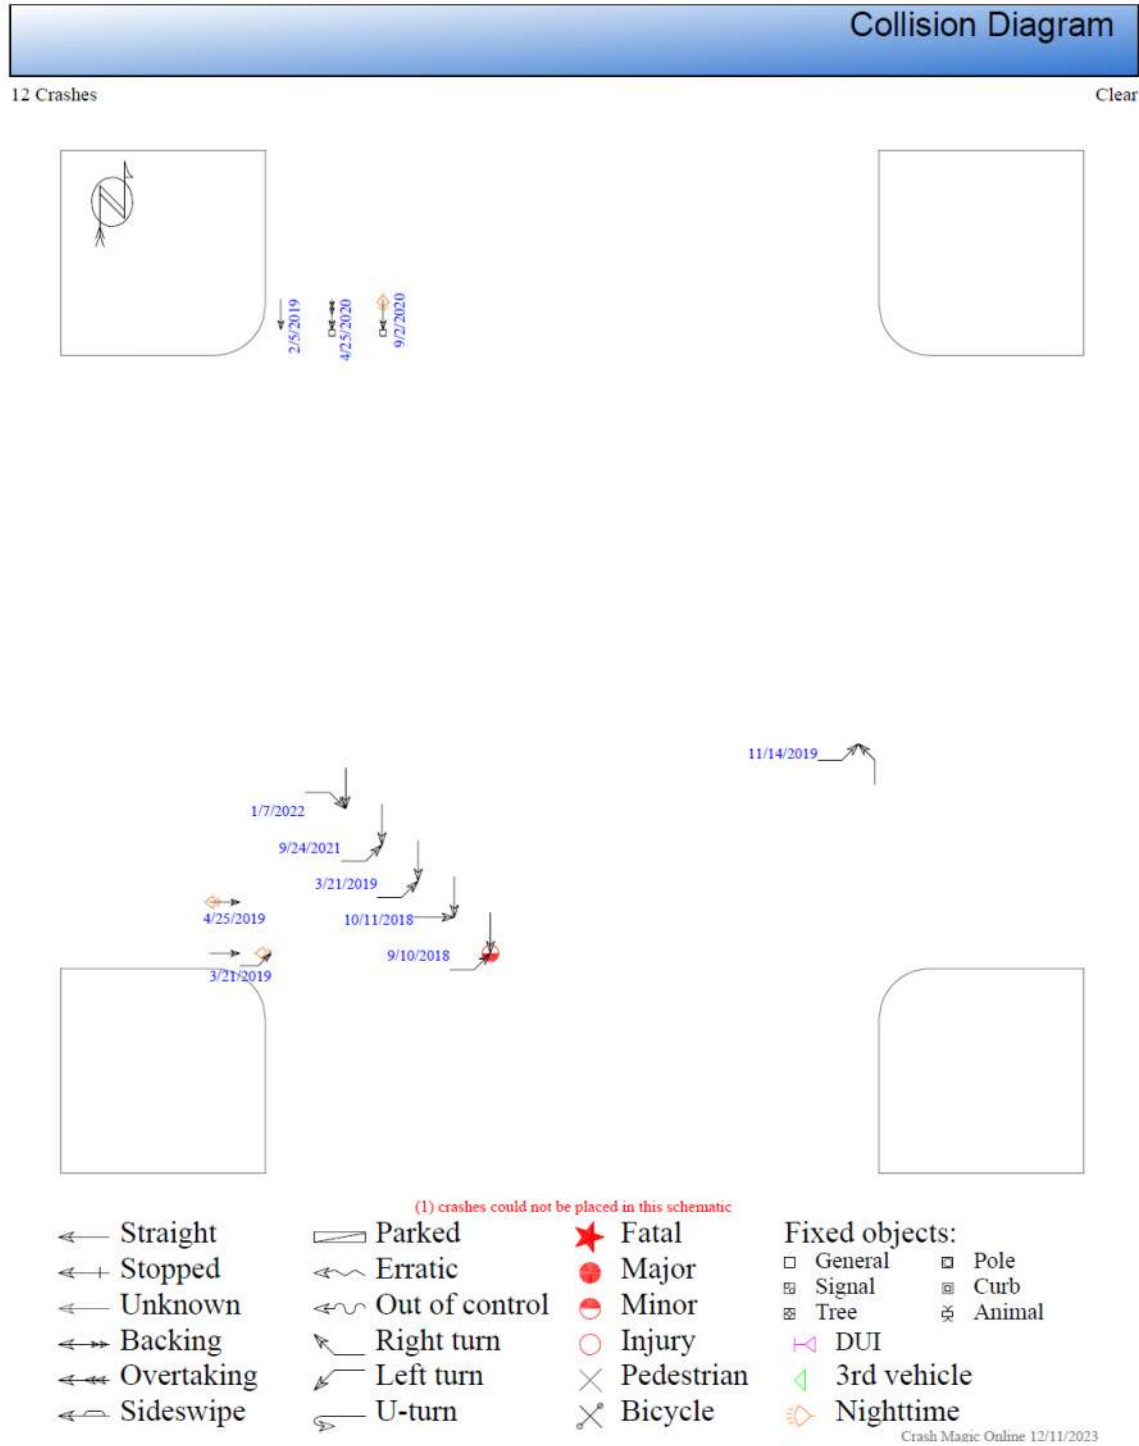 Collision Diagram
12 Crashes
Clear
N
2/5/2019
4/25/2020
9/2/2020
11/14/2019
1/7/2022
9/24/2021
3/21/2019
4/25/2019
10/11/2018
9/10/2018
3/21/2019
(1) crashes could not be placed in this schematic
Straight
Stopped
Unknown
Backing
Overtaking
Sideswipe
Parked
Erratic
Out of control
Right turn
Left turn
U-turn
Fatal
Major
Minor
Injury
Pedestrian
Bicycle
Fixed objects:
General
Pole
Signal
Curb
Tree
Animal
DUI
3rd vehicle
Nighttime
Crash Magic Online 12/11/2023